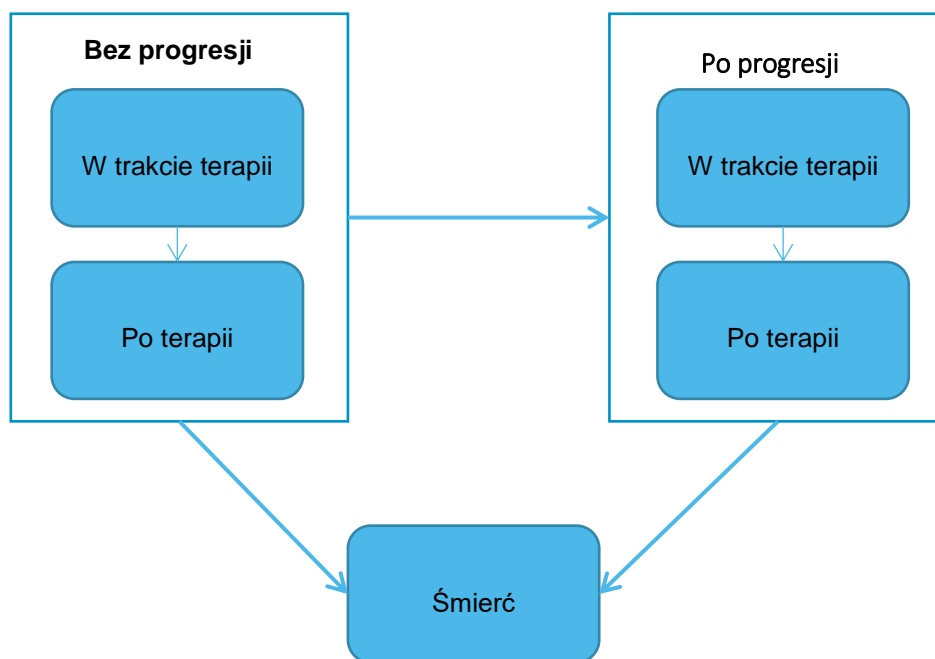 Bez progresji
W trakcie terapii
Po terapii
Po progresji
W trakcie terapii
Po terapii
Śmierć